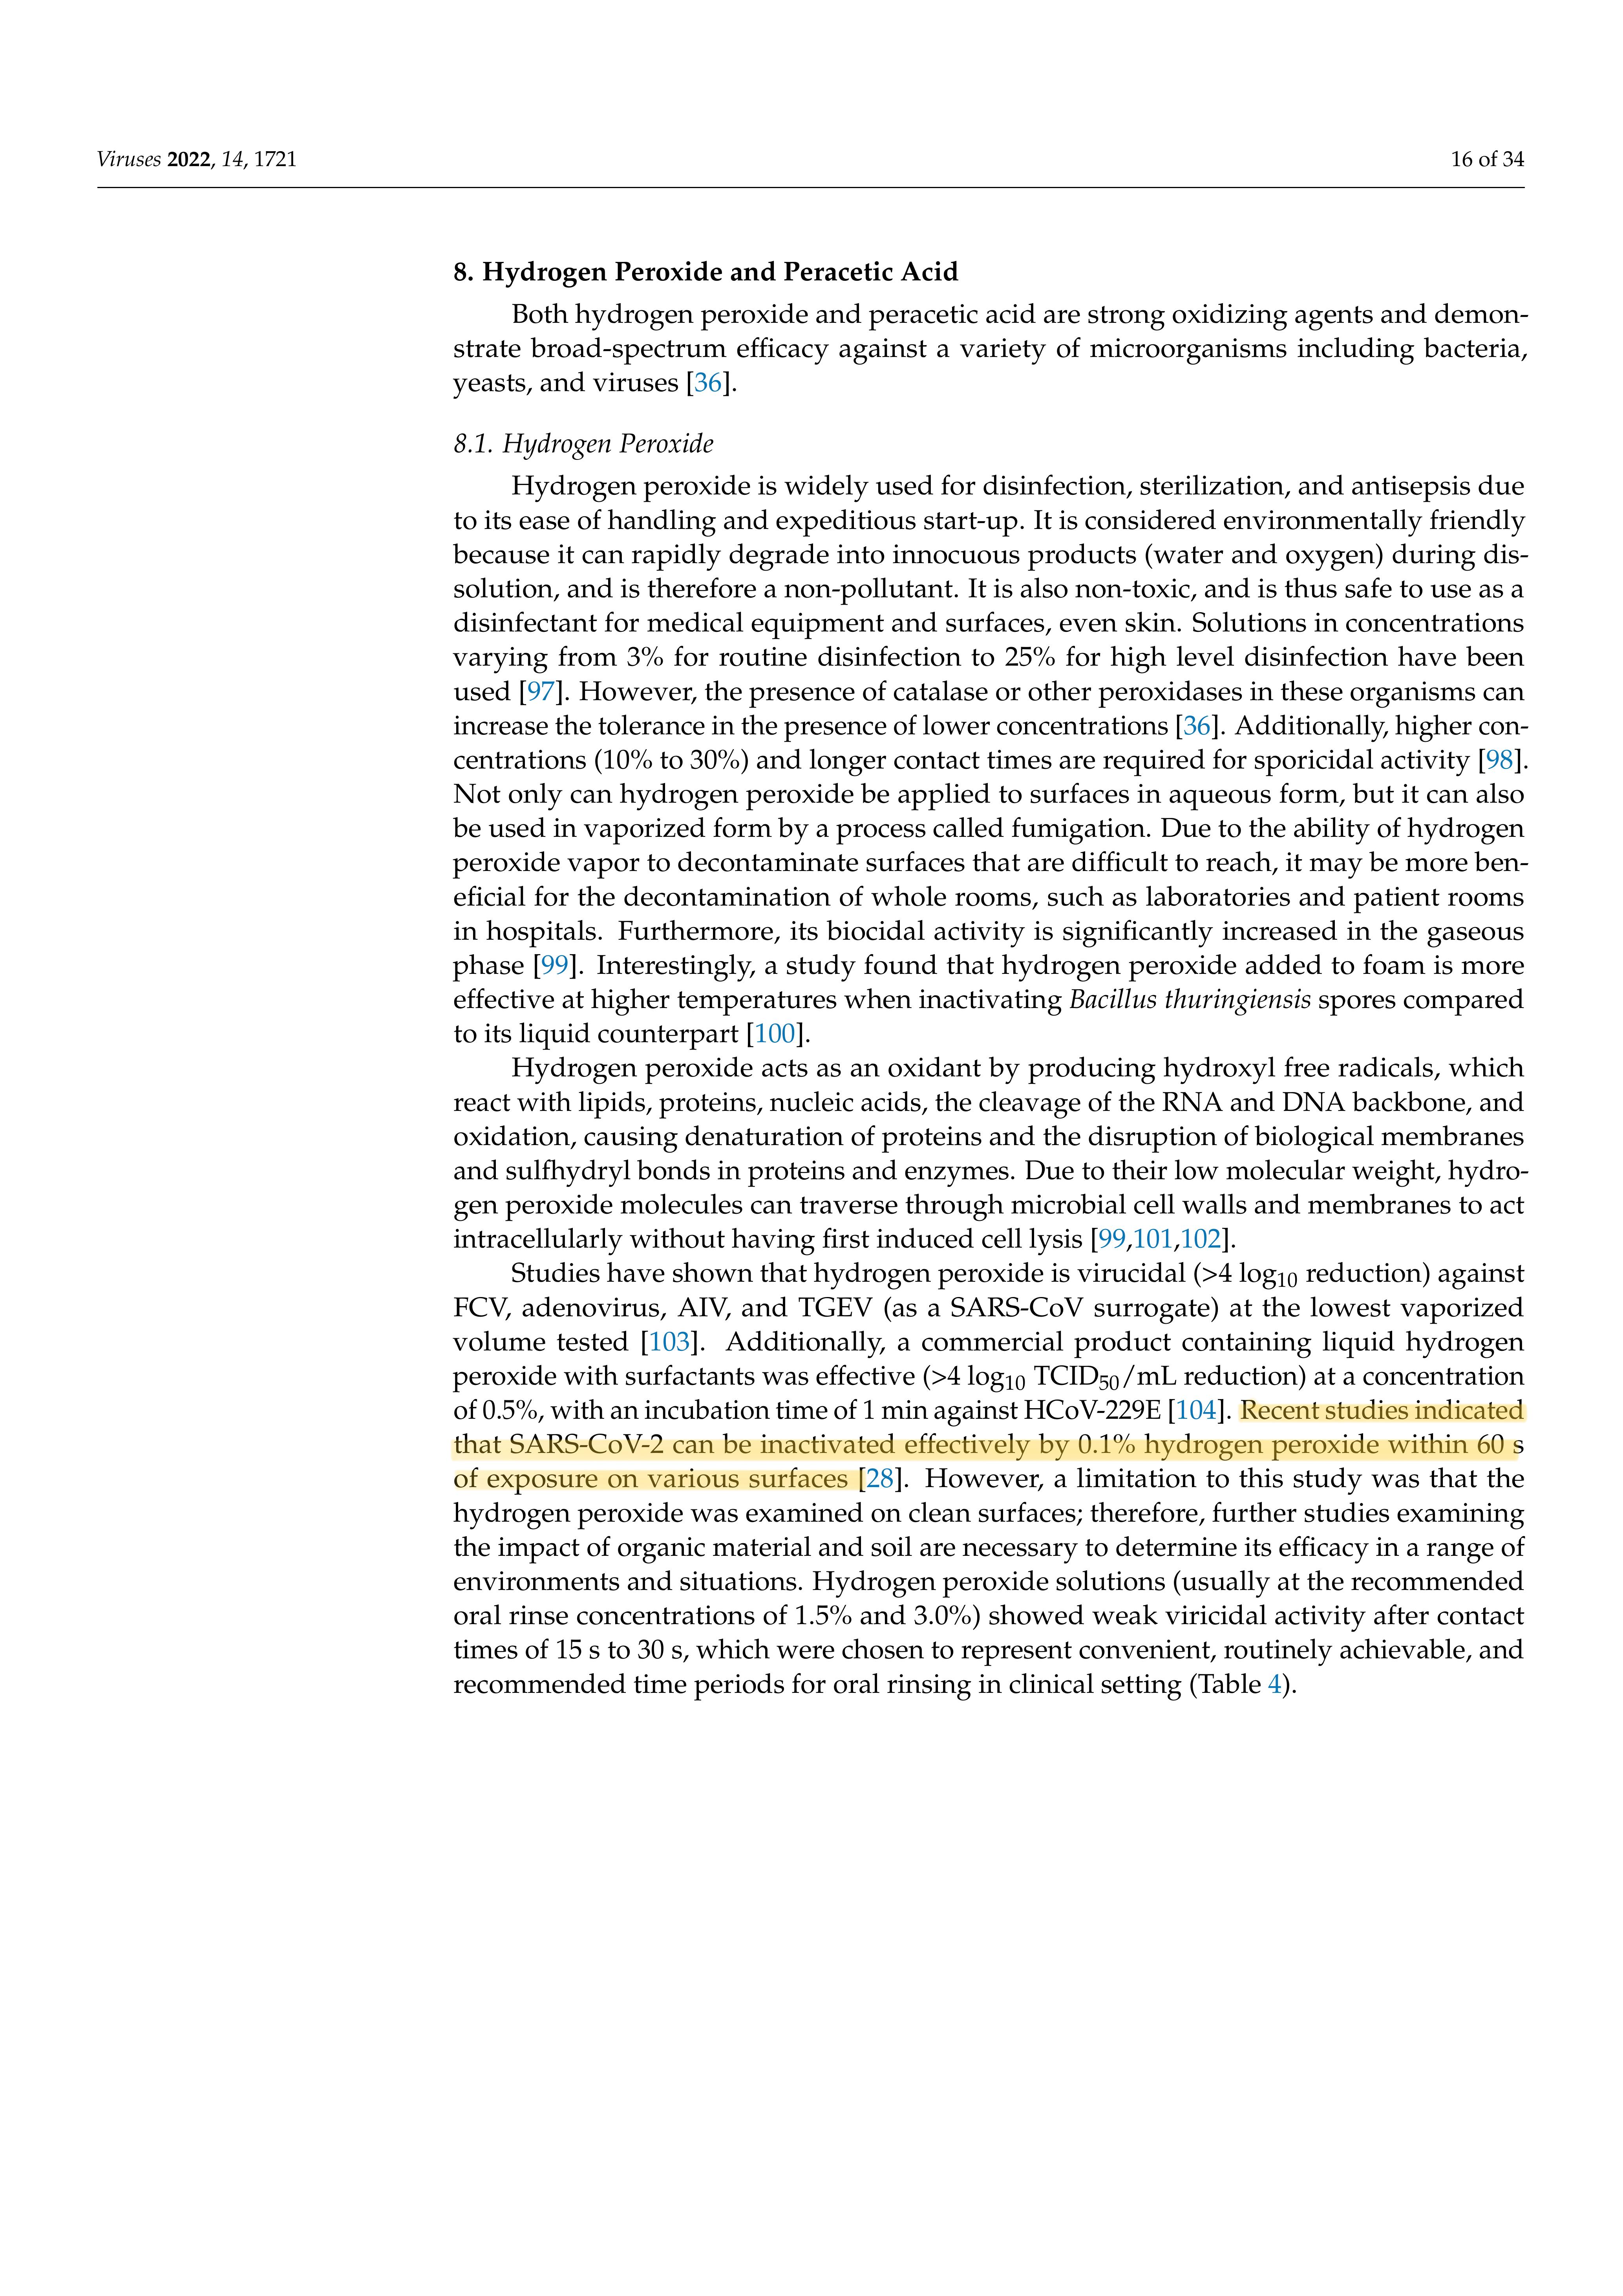 Viruses 2022, 14, 1721
16 of 34
8. Hydrogen Peroxide and Peracetic Acid
Both hydrogen peroxide and peracetic acid are strong oxidizing agents and demon-
strate broad-spectrum efficacy against a variety of microorganisms including bacteria,
yeasts, and viruses [36].
8.1. Hydrogen Peroxide
Hydrogen peroxide is widely used for disinfection, sterilization, and antisepsis due
to its ease of handling and expeditious start-up. It is considered environmentally friendly
because it can rapidly degrade into innocuous products (water and oxygen) during dis-
solution, and is therefore a non-pollutant. It is also non-toxic, and is thus safe to use as a
disinfectant for medical equipment and surfaces, even skin. Solutions in concentrations
varying from 3% for routine disinfection to 25% for high level disinfection have been
used [97]. However, the presence of catalase or other peroxidases in these organisms can
increase the tolerance in the presence of lower concentrations [36]. Additionally, higher con-
centrations (10% to 30%) and longer contact times are required for sporicidal activity [98].
Not only can hydrogen peroxide be applied to surfaces in aqueous form, but it can also
be used in vaporized form by a process called fumigation. Due to the ability of hydrogen
peroxide vapor to decontaminate surfaces that are difficult to reach, it may be more ben-
eficial for the decontamination of whole rooms, such as laboratories and patient rooms
in hospitals. Furthermore, its biocidal activity is significantly increased in the gaseous
phase [99]. Interestingly, a study found that hydrogen peroxide added to foam is more
effective at higher temperatures when inactivating Bacillus thuringiensis spores compared
to its liquid counterpart [100].
Hydrogen peroxide acts as an oxidant by producing hydroxyl free radicals, which
react with lipids, proteins, nucleic acids, the cleavage of the RNA and DNA backbone, and
oxidation, causing denaturation of proteins and the disruption of biological membranes
and sulfhydryl bonds in proteins and enzymes. Due to their low molecular weight, hydro-
gen peroxide molecules can traverse through microbial cell walls and membranes to act
intracellularly without having first induced cell lysis [99,101,102].
Studies have shown that hydrogen peroxide is virucidal (>4 log10 reduction) against
FCV, adenovirus, AIV, and TGEV (as a SARS-CoV surrogate) at the lowest vaporized
volume tested [103]. Additionally, a commercial product containing liquid hydrogen
peroxide with surfactants was effective (>4 log10 TCID50/mL reduction) at a concentration
of 0.5%, with an incubation time of 1 min against HCoV-229E [104]. Recent studies indicated
that SARS-CoV-2 can be inactivated effectively by 0.1% hydrogen peroxide within 60 s
of exposure on various surfaces [28]. However, a limitation to this study was that the
hydrogen peroxide was examined on clean surfaces; therefore, further studies examining
the impact of organic material and soil are necessary to determine its efficacy in a range of
environments and situations. Hydrogen peroxide solutions (usually at the recommended
oral rinse concentrations of 1.5% and 3.0%) showed weak viricidal activity after contact
times of 15 s to 30 s, which were chosen to represent convenient, routinely achievable, and
recommended time periods for oral rinsing in clinical setting (Table 4).